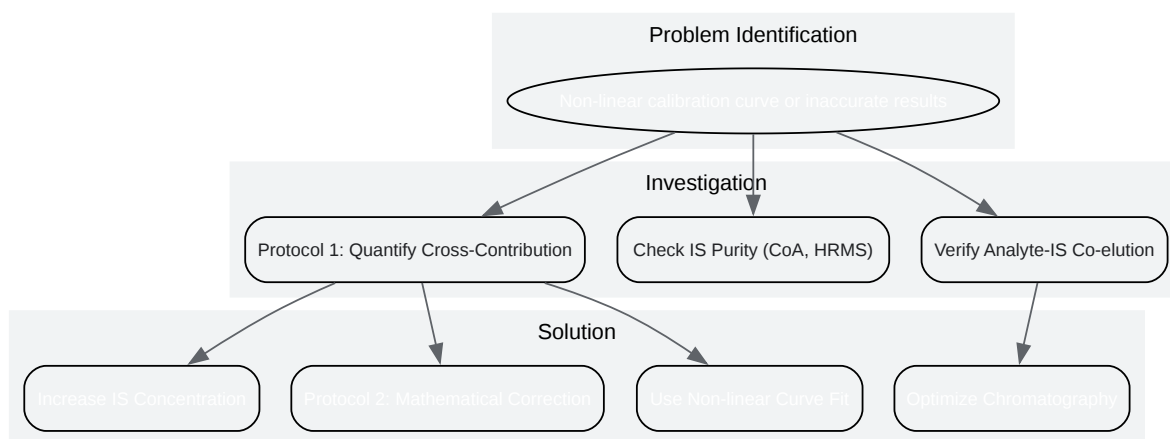 Problem Identification
Non-linear calibration curve or inaccurate results
Investigation
Protocol 1: Quantify Cross-Contribution
Check IS Purity (CoA, HRMS)
Verify Analyte-IS Co-elution
Solution
Increase IS Concentration
Protocol 2: Mathematical Correction
Use Non-linear Curve Fit
Optimize Chromatography